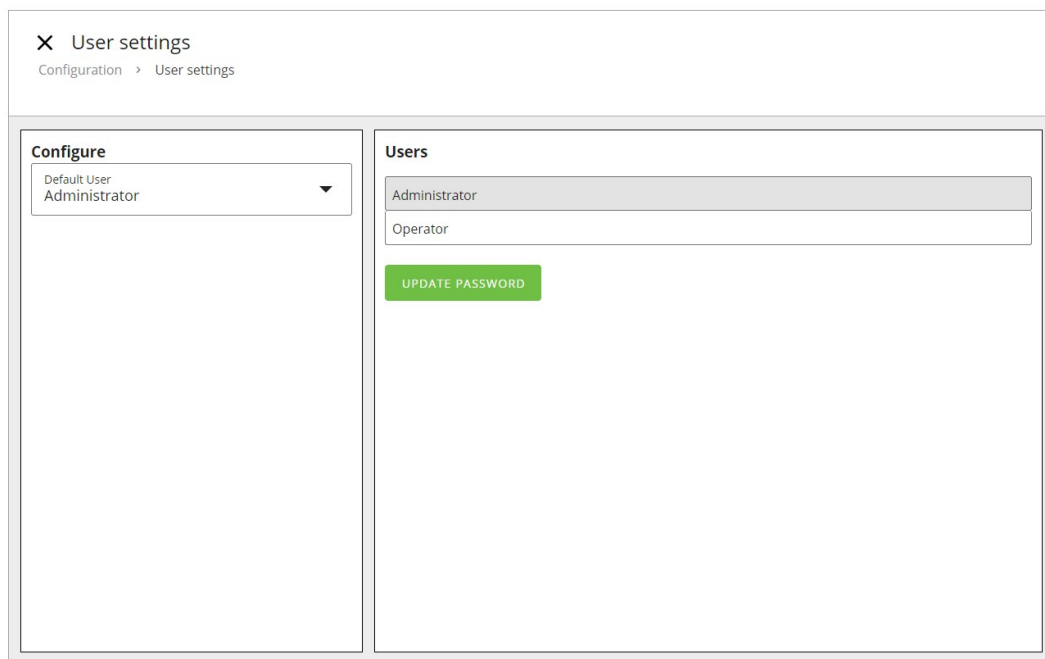 User settings
Configuration > User settings
Configure
Default User
Administrator
Users
Administrator
Operator
UPDATE PASSWORD